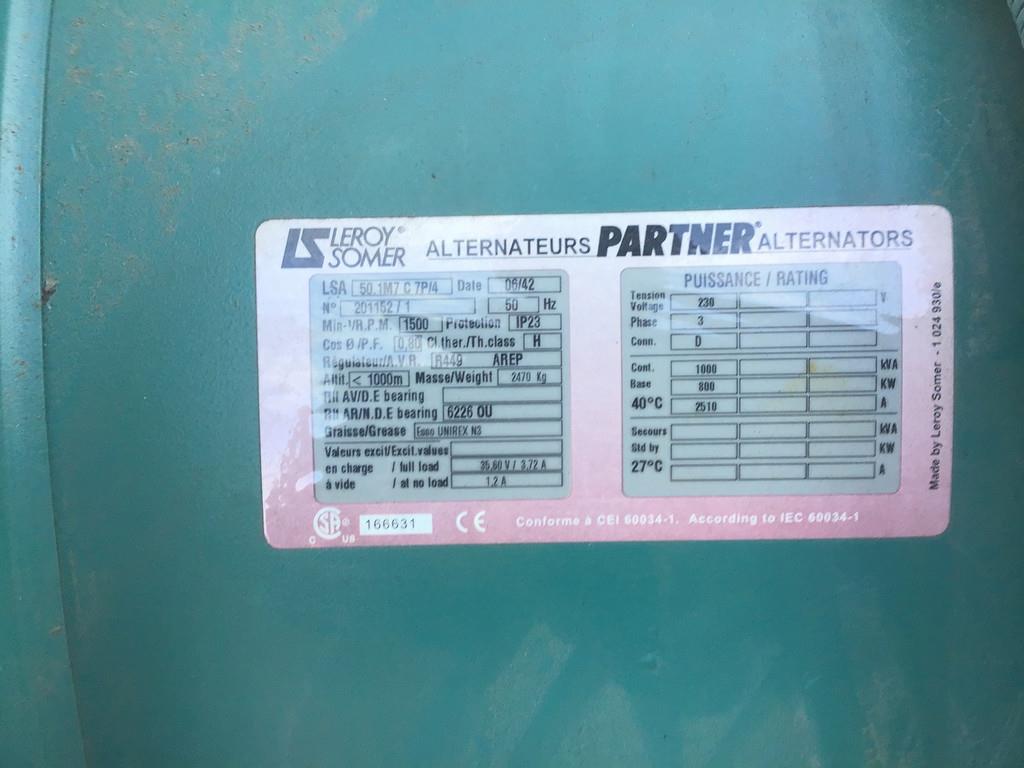 LS LEROY® SOMER ALTERNATEURS PARTNER® ALTERNATORS
LSA 50.1M7 C 7P/4 Date 06/42
N° 201152 / 1 50 Hz
Min-1/R.P.M. 1500 Protection IP23
Cos Ø /P.F. 0,80 Cl.ther./Th.class H
Régulateur/A.V.R. R449 AREP
Altit. < 1000m Masse/Weight 2470 Kg
Rlt AV/D.E bearing
Rlt AR/N.D.E bearing 6226 OU
Graisse/Grease Esso UNIREX N3
Valeurs excit/Excit.values
en charge / full load 35,60 V / 3,72 A
à vide / at no load 1,2 A
PUISSANCE / RATING
Tension
Voltage 230 V
Phase 3
Conn. D
Cont. 1000 kVA
Base 800 KW
40°C 2510 A
Secours kVA
Std by KW
27°C A
C SA ® US 166631 CE Conforme à CEI 60034-1. According to IEC 60034-1
Made by Leroy Somer - 1 024 930/e